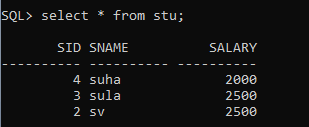 SQL> select * from stu;
SID SNAME SALARY
---------- ---------- ----------
4 suha 2000
3 sula 2500
2 sv 2500